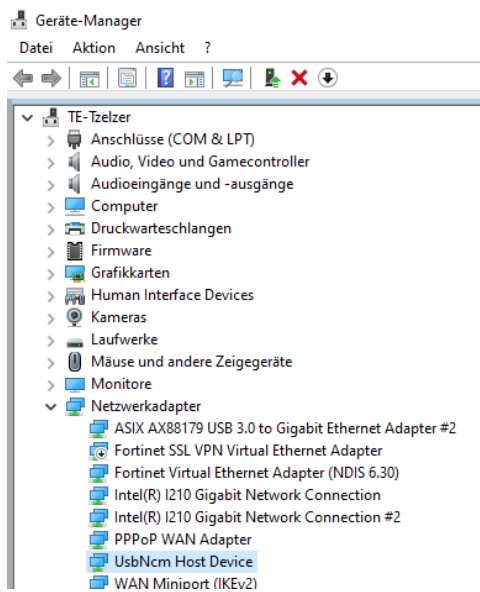 Geräte-Manager
Datei Aktion Ansicht ?
TE-Tzelzer
Anschlüsse (COM & LPT)
Audio, Video und Gamecontroller
Audioeingänge und -ausgänge
Computer
Druckwarteschlangen
Firmware
Grafikkarten
Human Interface Devices
Kameras
Laufwerke
Mäuse und andere Zeigegeräte
Monitore
Netzwerkadapter
ASIX AX88179 USB 3.0 to Gigabit Ethernet Adapter #2
Fortinet SSL VPN Virtual Ethernet Adapter
Fortinet Virtual Ethernet Adapter (NDIS 6.30)
Intel(R) I210 Gigabit Network Connection
Intel(R) I210 Gigabit Network Connection #2
PPPoP WAN Adapter
UsbNcm Host Device
WAN Miniport (IKEv2)